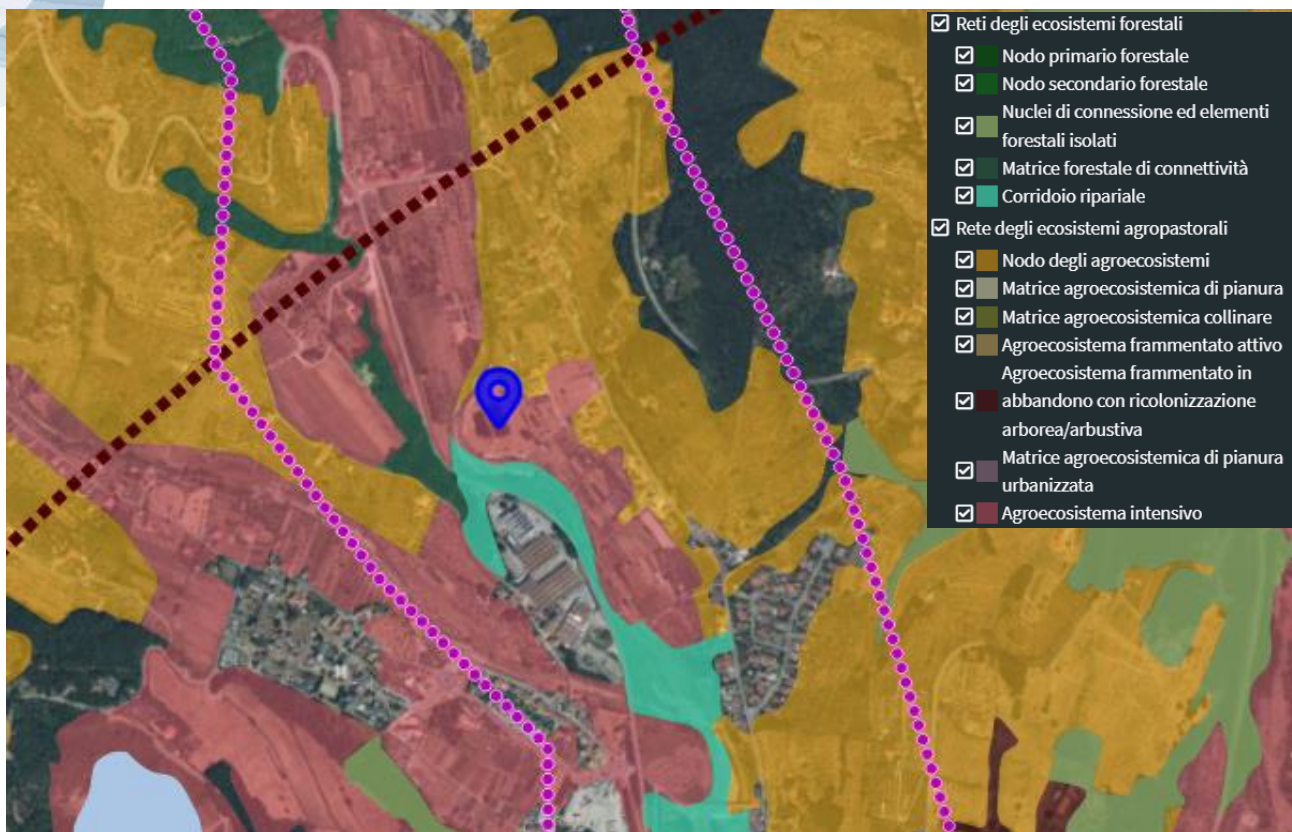 Reti degli ecosistemi forestali
Nodo primario forestale
Nodo secondario forestale
Nuclei di connessione ed elementi
forestali isolati
Matrice forestale di connettività
Corridoio ripariale
Rete degli ecosistemi agropastorali
Nodo degli agroecosistemi
Matrice agroecosistemica di pianura
Matrice agroecosistemica collinare
Agroecosistema frammentato attivo
Agroecosistema frammentato in
abbandono con ricolonizzazione
arborea/arbustiva
Matrice agroecosistemica di pianura
urbanizzata
Agroecosistema intensivo